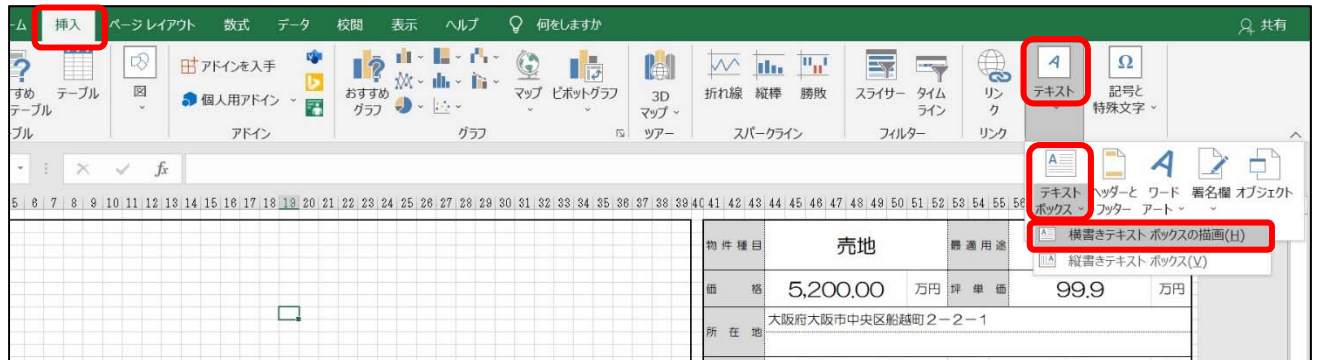 -ム 挿入 ページ レイアウト 数式 データ 校閲 表示 ヘルプ 何をしますか 共有
すめ テーブル 図 アドインを入手 おすすめ マップ ピボットグラフ 3D 折れ線 縦棒 勝敗 スライサー タイム リン テキスト 記号と
テーブル 個人用アドイン グラフ マップ ライン ク 特殊文字
ブル アドイン グラフ ツアー スパークライン フィルター リンク
fx
テキスト ヘッダーと ワード 署名欄 オブジェクト
ボックス フッター アート
5 6 7 8 9 10 11 12 13 14 15 16 17 18 19 20 21 22 23 24 25 26 27 28 29 30 31 32 33 34 35 36 37 38 39 40 41 42 43 44 45 46 47 48 49 50 51 52 53 54 55
横書きテキスト ボックスの描画(H)
縦書きテキスト ボックス(V)
物件種目 売地 最適用途
価格 5,200.00 万円 坪単価 99.9 万円
所在地 大阪府大阪市中央区船越町2-2-1